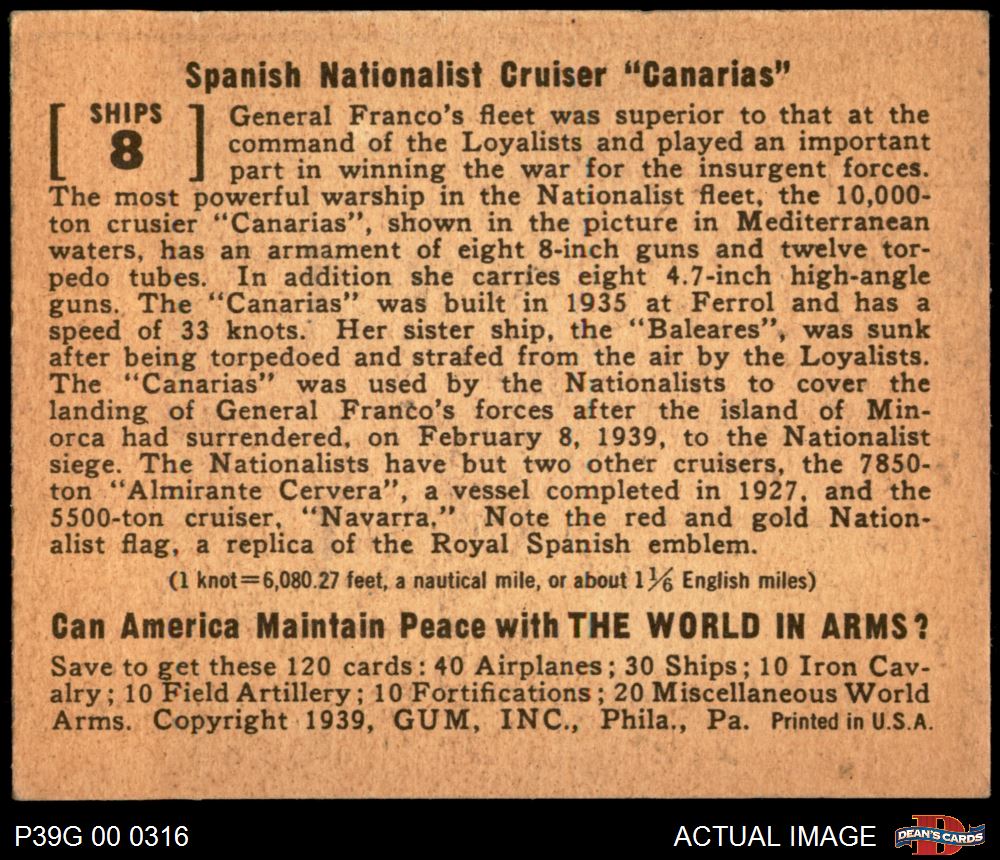 Spanish Nationalist Cruiser "Canarias"
SHIPS
8
General Franco's fleet was superior to that at the
command of the Loyalists and played an important
part in winning the war for the insurgent forces.
The most powerful warship in the Nationalist fleet, the 10,000-
ton crusier "Canarias", shown in the picture in Mediterranean
waters, has an armament of eight 8-inch guns and twelve tor-
pedo tubes. In addition she carries eight 4.7-inch high-angle
guns. The "Canarias" was built in 1935 at Ferrol and has a
speed of 33 knots. Her sister ship, the "Baleares", was sunk
after being torpedoed and strafed from the air by the Loyalists.
The "Canarias" was used by the Nationalists to cover the
landing of General Franco's forces after the island of Min-
orca had surrendered, on February 8, 1939, to the Nationalist
siege. The Nationalists have but two other cruisers, the 7850-
ton "Almirante Cervera", a vessel completed in 1927, and the
5500-ton cruiser, "Navarra." Note the red and gold Nation-
alist flag, a replica of the Royal Spanish emblem.
(1 knot=6,080.27 feet, a nautical mile, or about 1 1/6 English miles)
Can America Maintain Peace with THE WORLD IN ARMS?
Save to get these 120 cards: 40 Airplanes; 30 Ships; 10 Iron Cav-
alry; 10 Field Artillery; 10 Fortifications; 20 Miscellaneous World
Arms. Copyright 1939, GUM, INC., Phila., Pa. Printed in U.S.A.
P39G 00 0316
ACTUAL IMAGE
DEAN'S CARDS